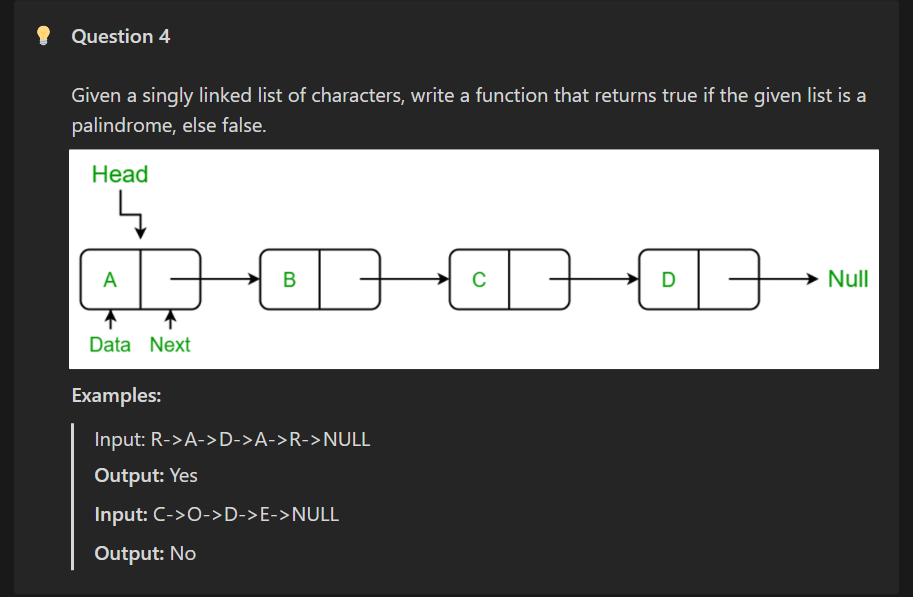 Question 4
Given a singly linked list of characters, write a function that returns true if the given list is a
palindrome, else false.
Head
A B C D Null
Data Next
Examples:
Input: R->A->D->A->R->NULL
Output: Yes
Input: C->O->D->E->NULL
Output: No